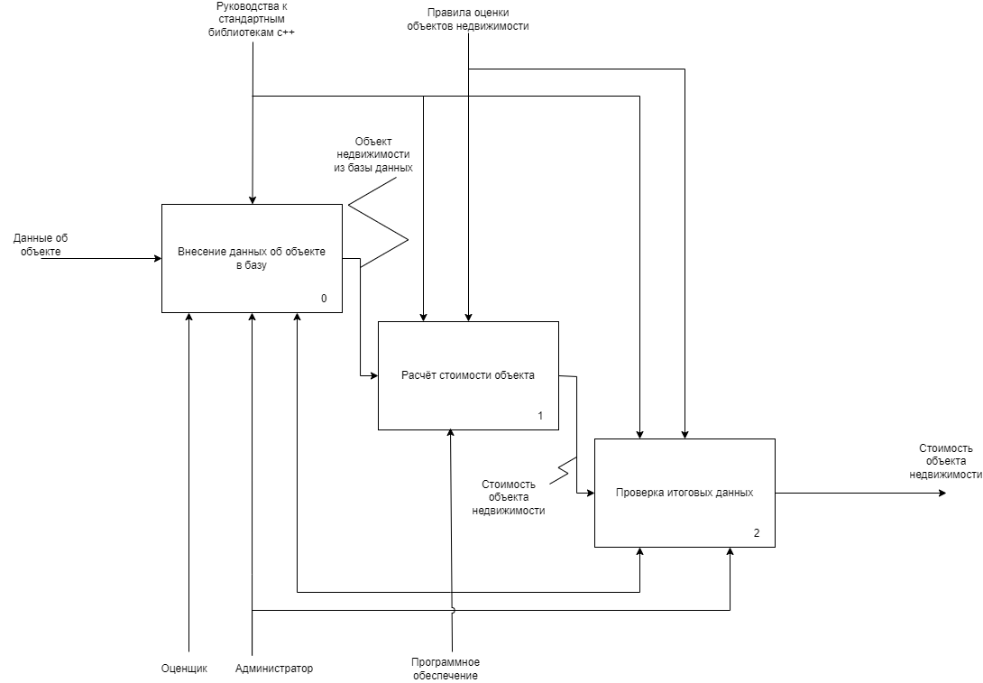 Руководства к
стандартным
библиотекам с++
Правила оценки
объектов недвижимости
Объект
недвижимости
из базы данных
Данные об
объекте
Внесение данных об объекте
в базу
0
Расчёт стоимости объекта
1
Стоимость
объекта
недвижимости
Проверка итоговых данных
2
Стоимость
объекта
недвижимости
Оценщик
Администратор
Программное
обеспечение